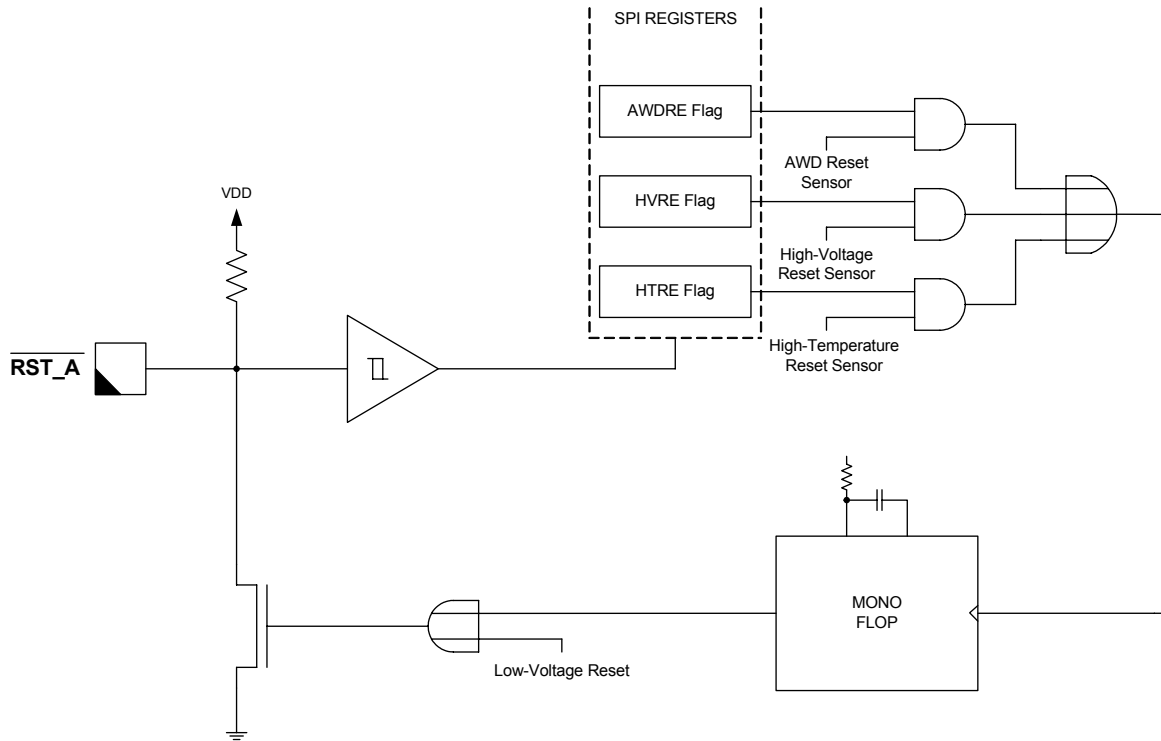 SPI REGISTERS
AWDRE Flag
AWD Reset
Sensor
VDD
HVRE Flag
High-Voltage
Reset Sensor
HTRE Flag
High-Temperature
Reset Sensor
RST_A
MONO
FLOP
Low-Voltage Reset